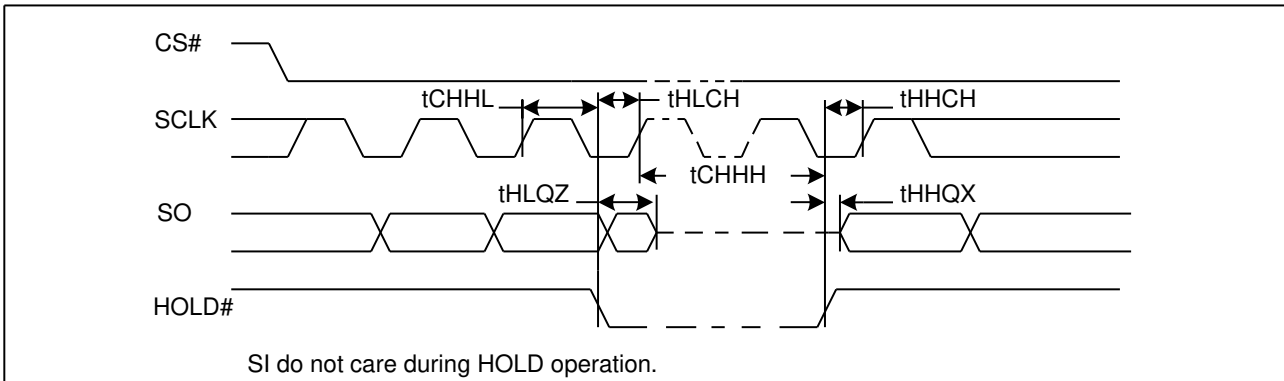 CS#
tCHHL
tHLCH
tHHCH
SCLK
tCHHH
tHLQZ
tHHQX
SO
HOLD#
SI do not care during HOLD operation.